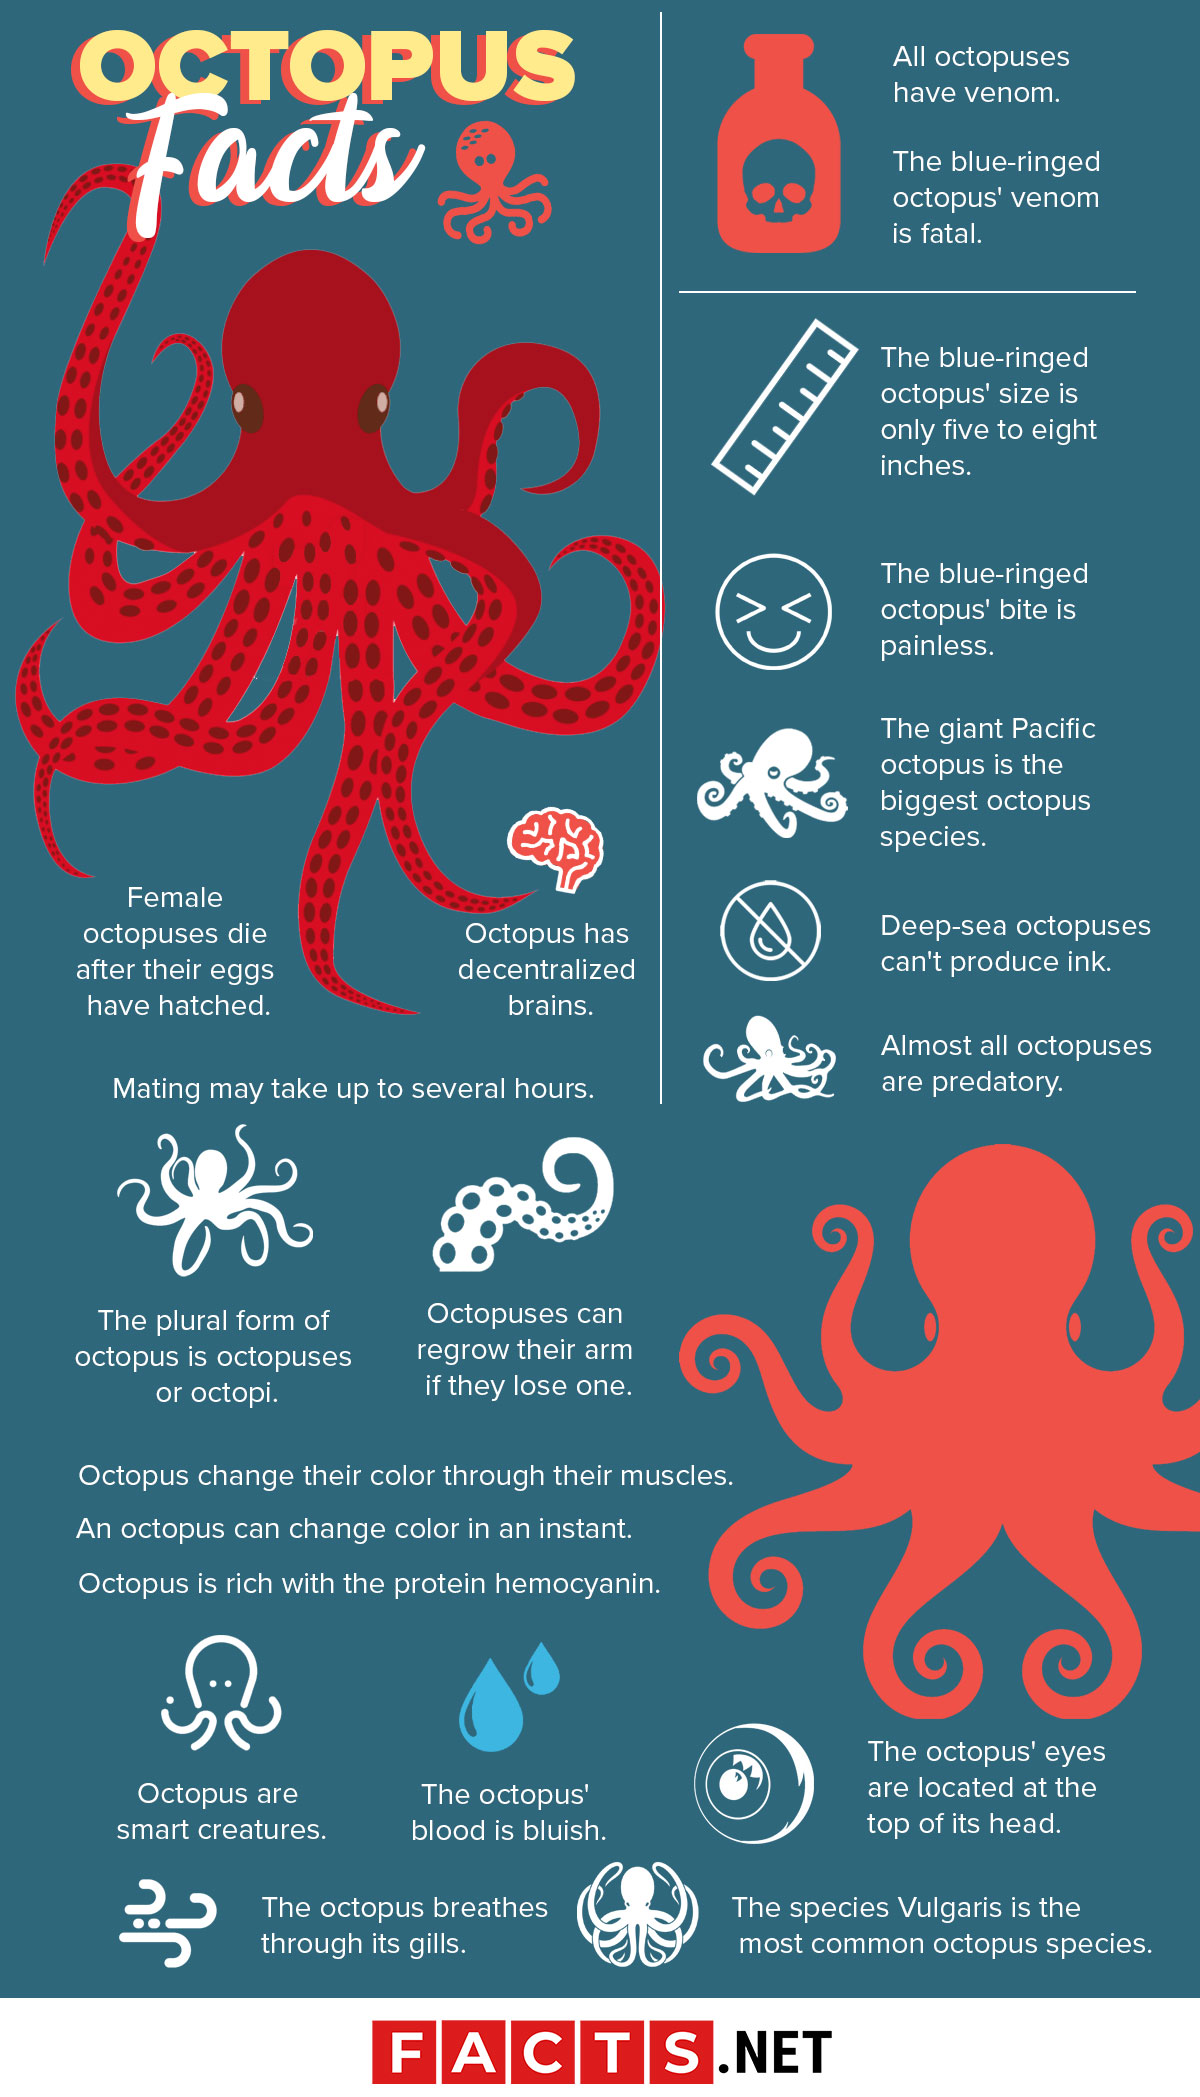 OCTOPUS
Facts
All octopuses
have venom.
The blue-ringed
octopus' venom
is fatal.
The blue-ringed
octopus' size is
only five to eight
inches.
The blue-ringed
octopus' bite is
painless.
The giant Pacific
octopus is the
biggest octopus
species.
Deep-sea octopuses
can't produce ink.
Almost all octopuses
are predatory.
Female
octopuses die
after their eggs
have hatched.
Octopus has
decentralized
brains.
Mating may take up to several hours.
The plural form of
octopus is octopuses
or octopi.
Octopuses can
regrow their arm
if they lose one.
Octopus change their color through their muscles.
An octopus can change color in an instant.
Octopus is rich with the protein hemocyanin.
Octopus are
smart creatures.
The octopus'
blood is bluish.
The octopus' eyes
are located at the
top of its head.
The octopus breathes
through its gills.
The species Vulgaris is the
most common octopus species.
FACTS.NET